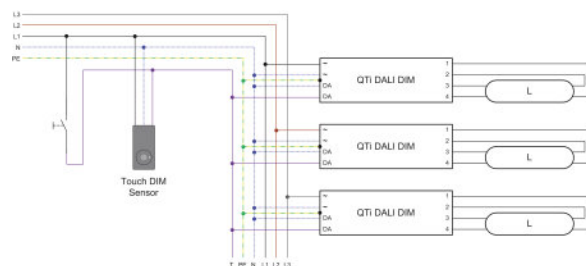 L3
L2
L1
N
PE
~
~
DA
DA
QTi DALI DIM
1
2
3
4
L
Touch DIM
Sensor
~
~
DA
DA
QTi DALI DIM
1
2
3
4
L
~
~
DA
DA
QTi DALI DIM
1
2
3
4
L
T PE N L1 L2 L3